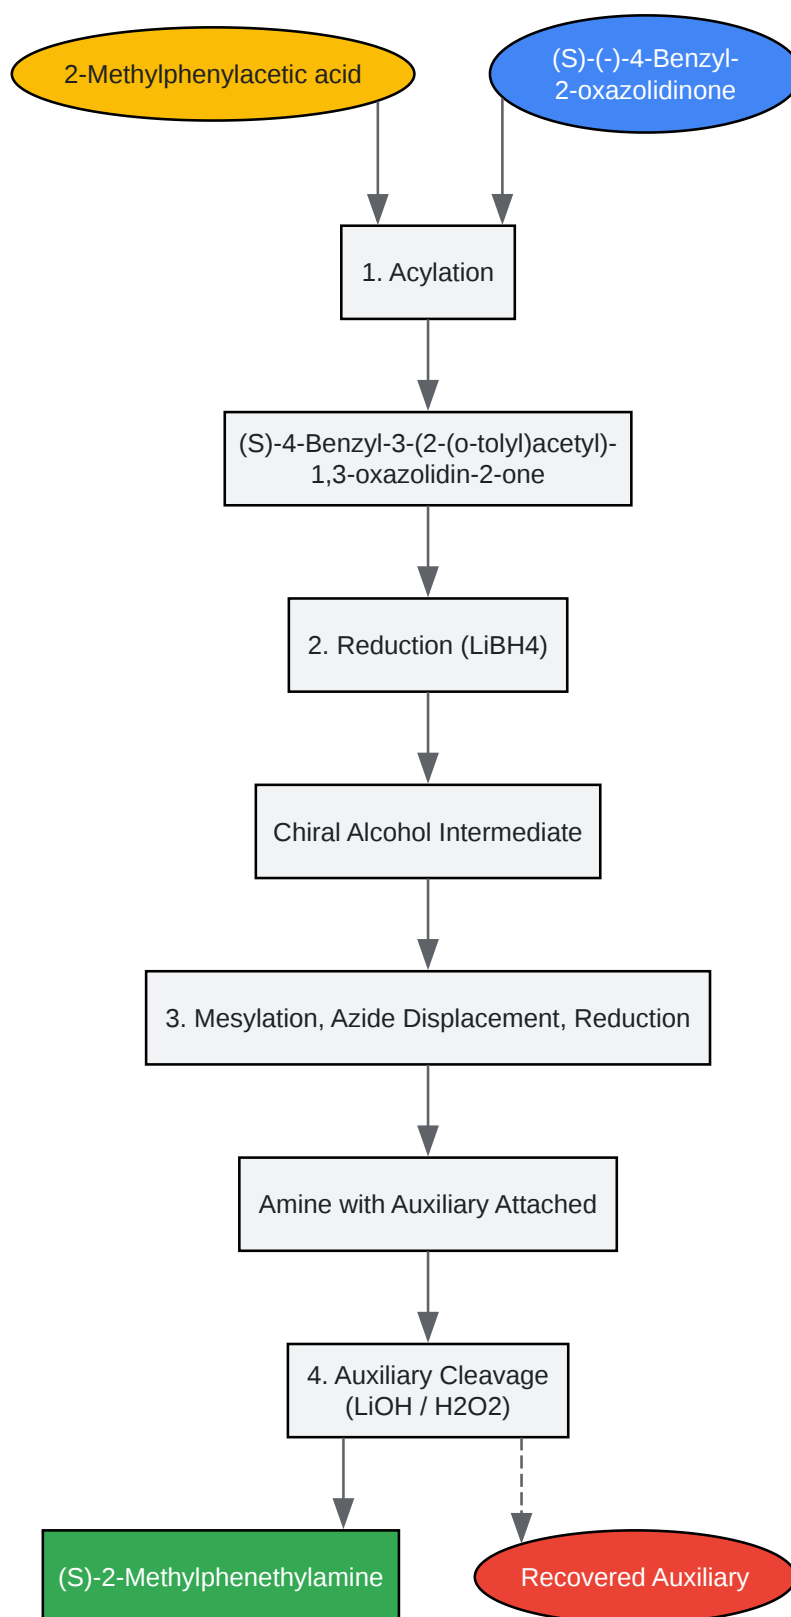 2-Methylphenylacetic acid
(S)-(-)-4-Benzyl-
2-oxazolidinone
1. Acylation
(S)-4-Benzyl-3-(2-(o-tolyl)acetyl)-
1,3-oxazolidin-2-one
2. Reduction (LiBH4)
Chiral Alcohol Intermediate
3. Mesylation, Azide Displacement, Reduction
Amine with Auxiliary Attached
4. Auxiliary Cleavage
(LiOH / H2O2)
(S)-2-Methylphenethylamine
Recovered Auxiliary